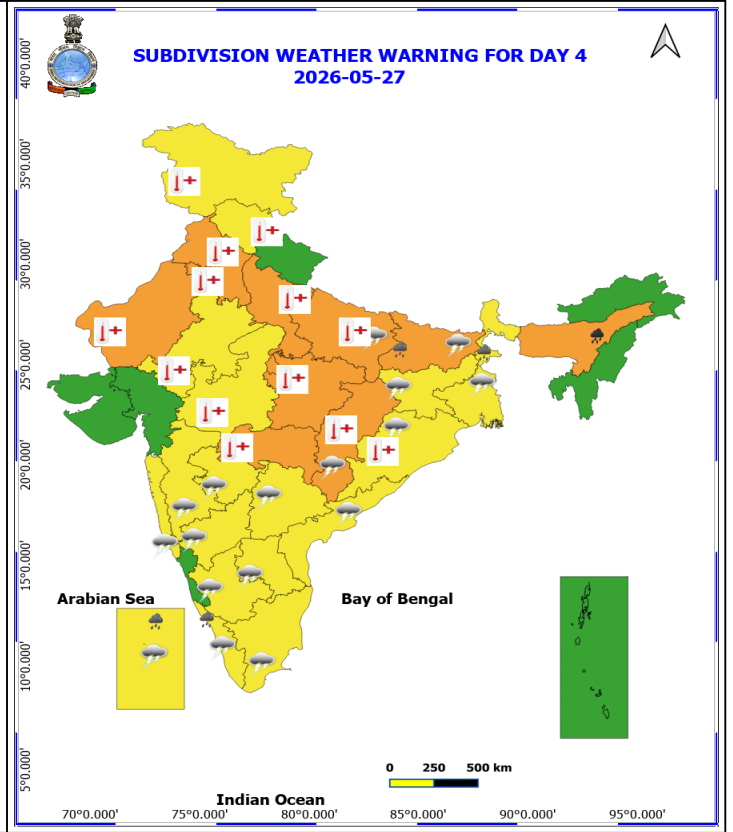 SUBDIVISION WEATHER WARNING FOR DAY 4
2026-05-27
40°0.000'
35°0.000'
30°0.000'
25°0.000'
20°0.000'
15°0.000'
10°0.000'
5°0.000'
Arabian Sea
Bay of Bengal
0 250 500 km
Indian Ocean
70°0.000' 75°0.000' 80°0.000' 85°0.000' 90°0.000' 95°0.000'